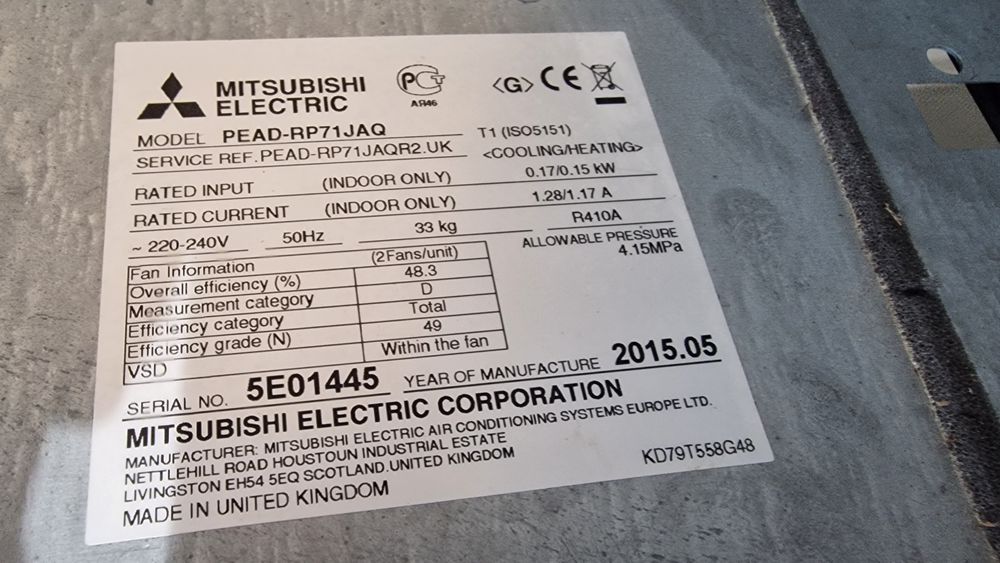 MITSUBISHI
ELECTRIC
РСТ
АЯ46
<G> CE
MODEL PEAD-RP71JAQ
T1 (ISO5151)
SERVICE REF. PEAD-RP71JAQR2.UK
<COOLING/HEATING>
RATED INPUT (INDOOR ONLY) 0.17/0.15 kW
RATED CURRENT (INDOOR ONLY) 1.28/1.17 A
~ 220-240V 50Hz 33 kg R410A
ALLOWABLE PRESSURE
4.15MPa
Fan Information (2Fans/unit)
Overall efficiency (%) 48.3
Measurement category D
Efficiency category Total
Efficiency grade (N) 49
VSD Within the fan
SERIAL NO. 5E01445 YEAR OF MANUFACTURE 2015.05
MITSUBISHI ELECTRIC CORPORATION
MANUFACTURER: MITSUBISHI ELECTRIC AIR CONDITIONING SYSTEMS EUROPE LTD.
NETTLEHILL ROAD HOUSTOUN INDUSTRIAL ESTATE
LIVINGSTON EH54 5EQ SCOTLAND.UNITED KINGDOM
MADE IN UNITED KINGDOM
KD79T558G48